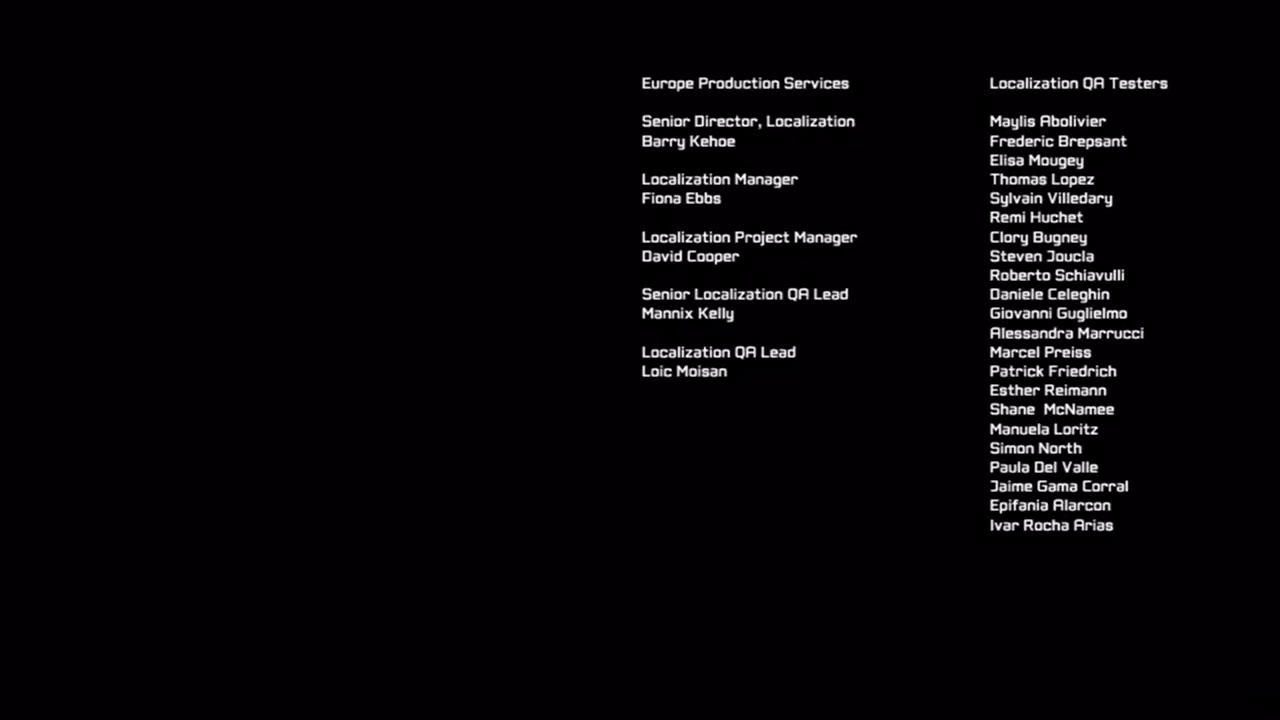 Europe Production Services
Senior Director, Localization
Barry Kehoe
Localization Manager
Fiona Ebbs
Localization Project Manager
David Cooper
Senior Localization QA Lead
Mannix Kelly
Localization QA Lead
Loic Moisan
Localization QA Testers
Maylis Abolivier
Frederic Brepsant
Elisa Mougey
Thomas Lopez
Sylvain Villedary
Remi Huchet
Clory Bugney
Steven Joucla
Roberto Schiavulli
Daniele Celeghin
Giovanni Guglielmo
Alessandra Marrucci
Marcel Preiss
Patrick Friedrich
Esther Reimann
Shane  McNamee
Manuela Loritz
Simon North
Paula Del Valle
Jaime Gama Corral
Epifania Alarcon
Ivar Rocha Arias